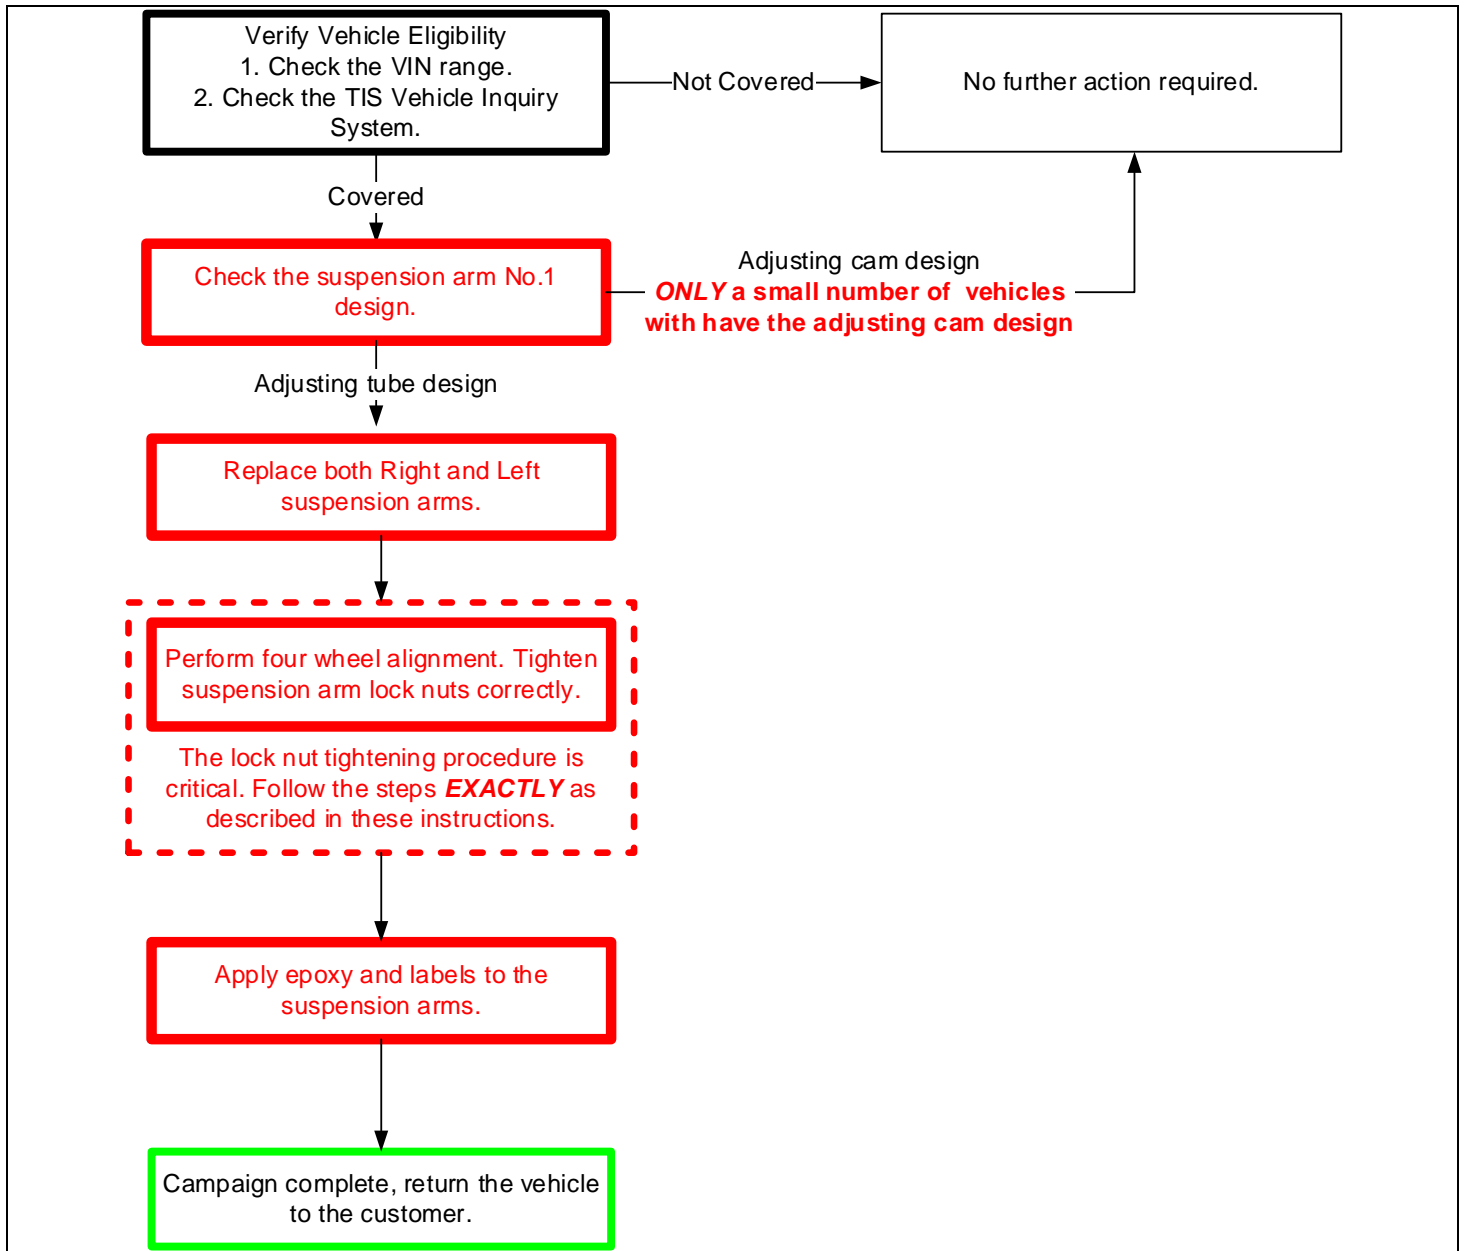 Verify Vehicle Eligibility
1. Check the VIN range.
2. Check the TIS Vehicle Inquiry
System.
Not Covered
No further action required.
Covered
Check the suspension arm No.1
design.
Adjusting cam design
ONLY a small number of vehicles
with have the adjusting cam design
Adjusting tube design
Replace both Right and Left
suspension arms.
Perform four wheel alignment. Tighten
suspension arm lock nuts correctly.
The lock nut tightening procedure is
critical. Follow the steps EXACTLY as
described in these instructions.
Apply epoxy and labels to the
suspension arms.
Campaign complete, return the vehicle
to the customer.